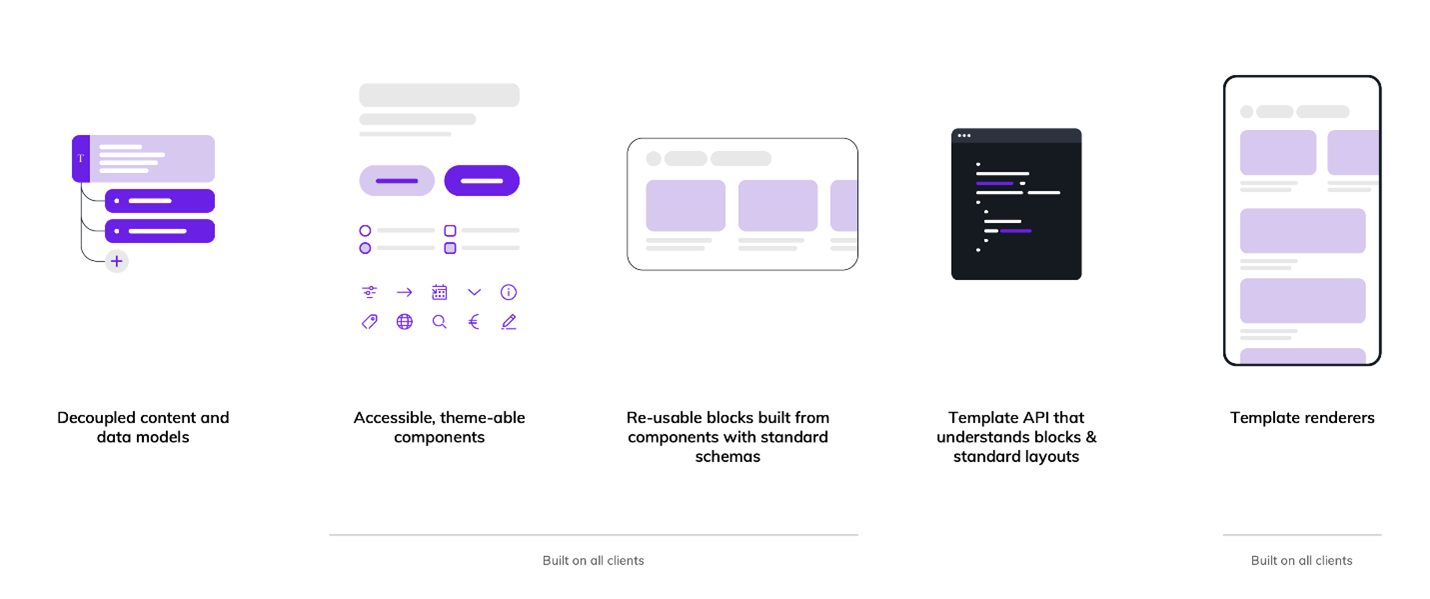 T
Decoupled content and
data models
Accessible, theme-able
components
Re-usable blocks built from
components with standard
schemas
Template API that
understands blocks &
standard layouts
Template renderers
Built on all clients
Built on all clients